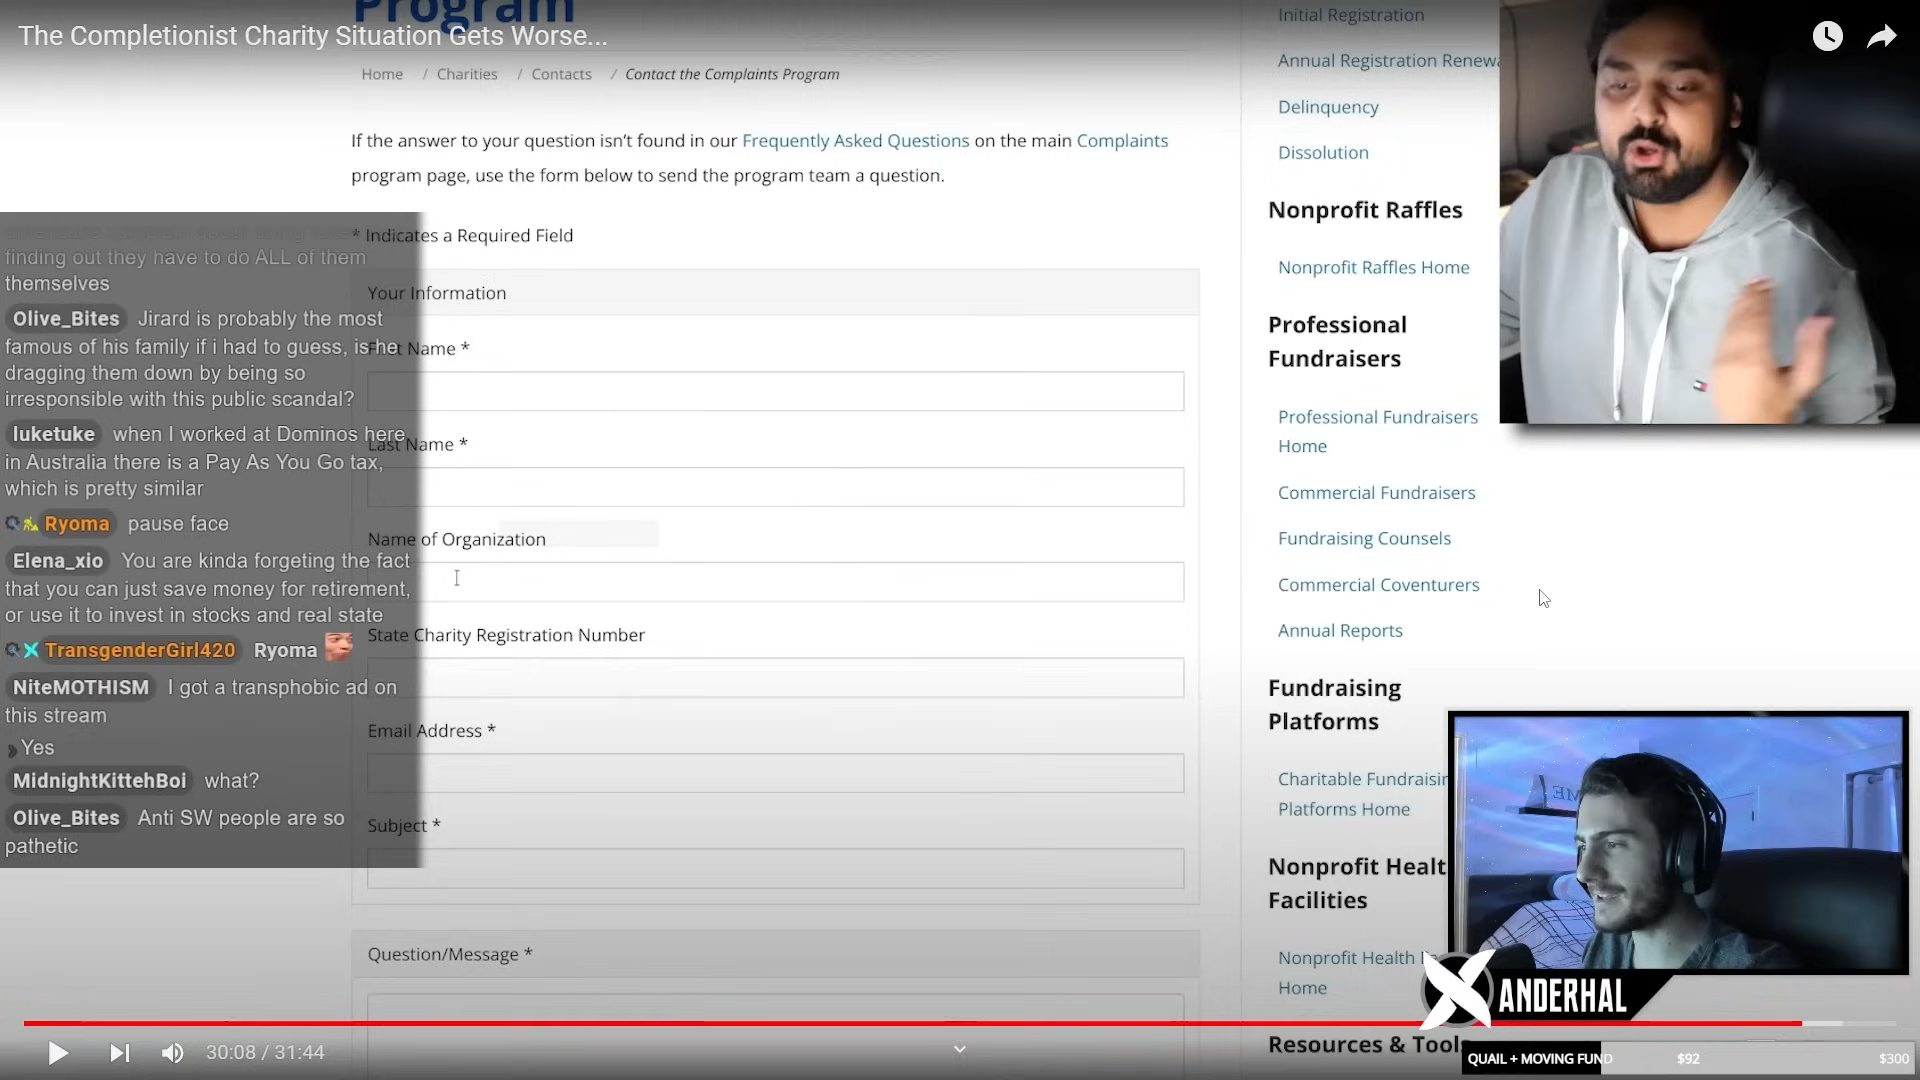 Program
The Completionist Charity Situation Gets Worse...
Home / Charities / Contacts / Contact the Complaints Program
If the answer to your question isn't found in our Frequently Asked Questions on the main Complaints
program page, use the form below to send the program team a question.
* Indicates a Required Field
Your Information
First Name *
Last Name *
Name of Organization
State Charity Registration Number
Email Address *
Subject *
Question/Message *
finding out they have to do ALL of them
themselves
Olive_Bites Jirard is probably the most
famous of his family if i had to guess, is he
dragging them down by being so
irresponsible with this public scandal?
luketuke when I worked at Dominos here
in Australia there is a Pay As You Go tax,
which is pretty similar
Ryoma pause face
Elena_xio You are kinda forgeting the fact
that you can just save money for retirement,
or use it to invest in stocks and real state
TransgenderGirl420 Ryoma
NiteMOTHISM I got a transphobic ad on
this stream
Yes
MidnightKittehBoi what?
Olive_Bites Anti SW people are so
pathetic
Initial Registration
Annual Registration Renewa
Delinquency
Dissolution
Nonprofit Raffles
Nonprofit Raffles Home
Professional
Fundraisers
Professional Fundraisers
Home
Commercial Fundraisers
Fundraising Counsels
Commercial Coventurers
Annual Reports
Fundraising
Platforms
Charitable Fundraisin
Platforms Home
Nonprofit Healt
Facilities
Nonprofit Health
Home
Resources & Tools
XANDERHAL
30:08 / 31:44
QUAIL + MOVING FUND $92 $300